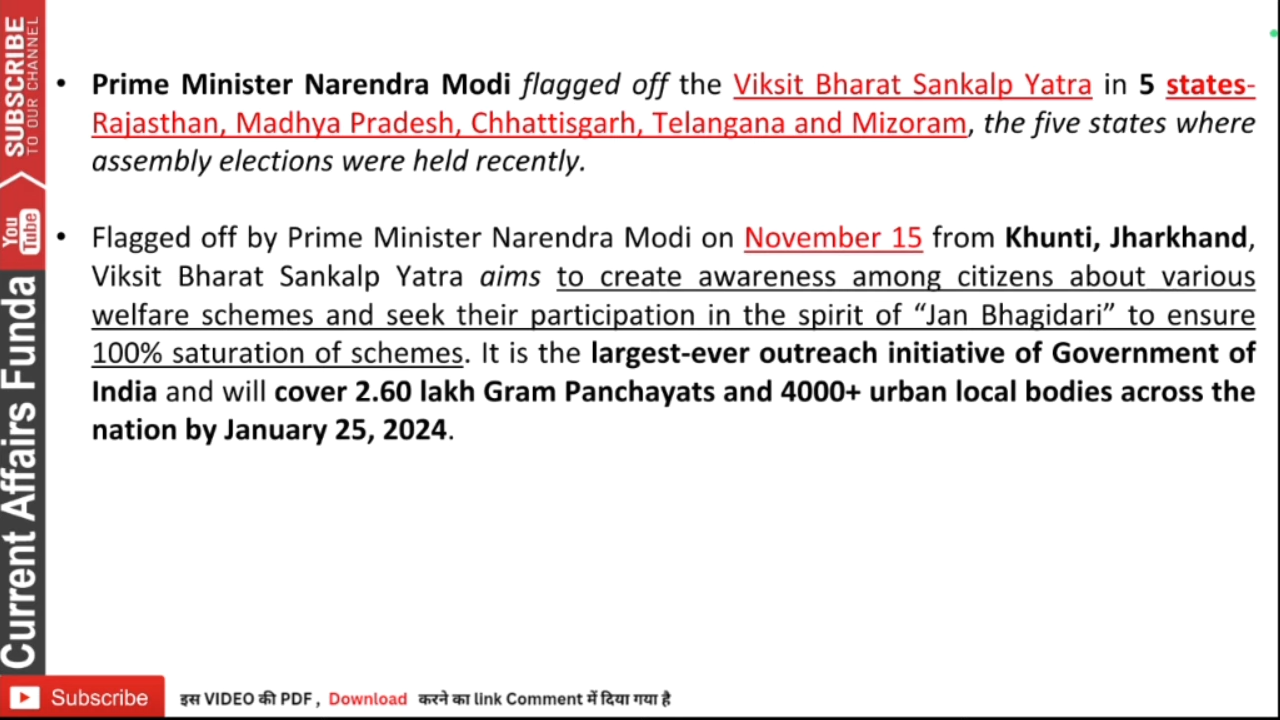 SUBSCRIBE
TO OUR CHANNEL
You
Tube
Current Affairs Funda
• Prime Minister Narendra Modi flagged off the Viksit Bharat Sankalp Yatra in 5 states-
Rajasthan, Madhya Pradesh, Chhattisgarh, Telangana and Mizoram, the five states where
assembly elections were held recently.
• Flagged off by Prime Minister Narendra Modi on November 15 from Khunti, Jharkhand,
Viksit Bharat Sankalp Yatra aims to create awareness among citizens about various
welfare schemes and seek their participation in the spirit of “Jan Bhagidari” to ensure
100% saturation of schemes. It is the largest-ever outreach initiative of Government of
India and will cover 2.60 lakh Gram Panchayats and 4000+ urban local bodies across the
nation by January 25, 2024.
Subscribe इस VIDEO की PDF , Download करने का link Comment में दिया गया है